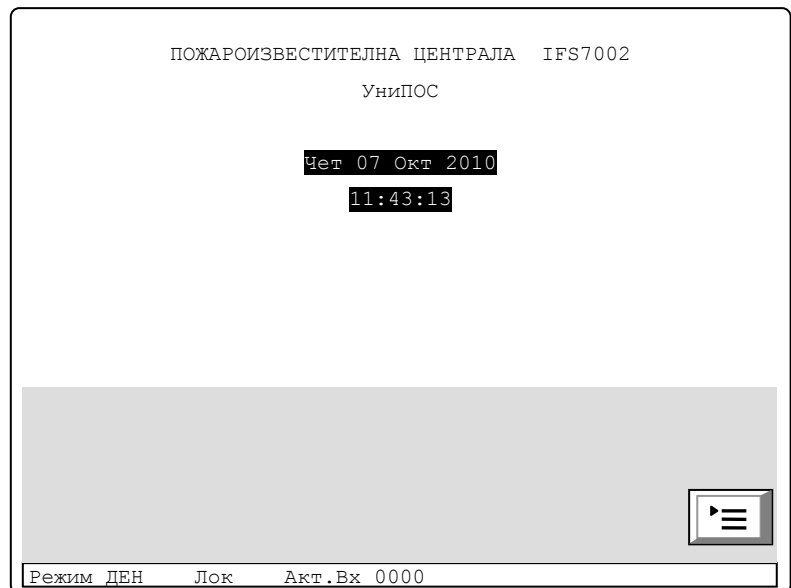 ПОЖАРОИЗВЕСТИТЕЛНА ЦЕНТРАЛА IFS7002
УниПОС
Чет 07 Окт 2010
11:43:13
Режим ДЕН Лок Акт.Вх 0000